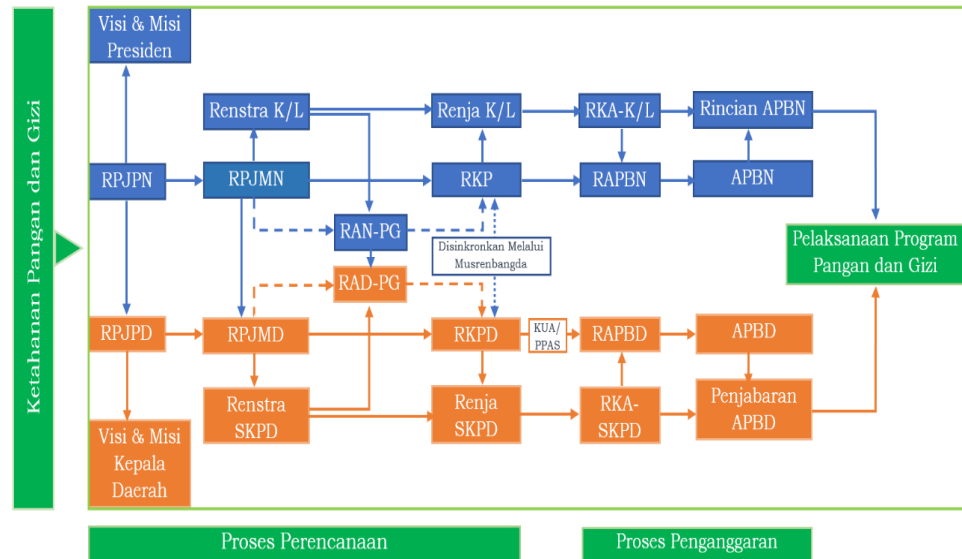 Ketahanan Pangan dan Gizi
Visi & Misi
Presiden
Renstra K/L
Renja K/L
RKA-K/L
Rincian APBN
RPJPN
RPJMN
RKP
RAPBN
APBN
RAN-PG
Disinkronkan Melalui
Musrenbangda
Pelaksanaan Program
Pangan dan Gizi
RAD-PG
RPJPD
RPJMD
RKPD
KUA/
PPAS
RAPBD
APBD
Renstra
SKPD
Renja
SKPD
RKA-
SKPD
Penjabaran
APBD
Visi & Misi
Kepala
Daerah
Proses Perencanaan
Proses Penganggaran